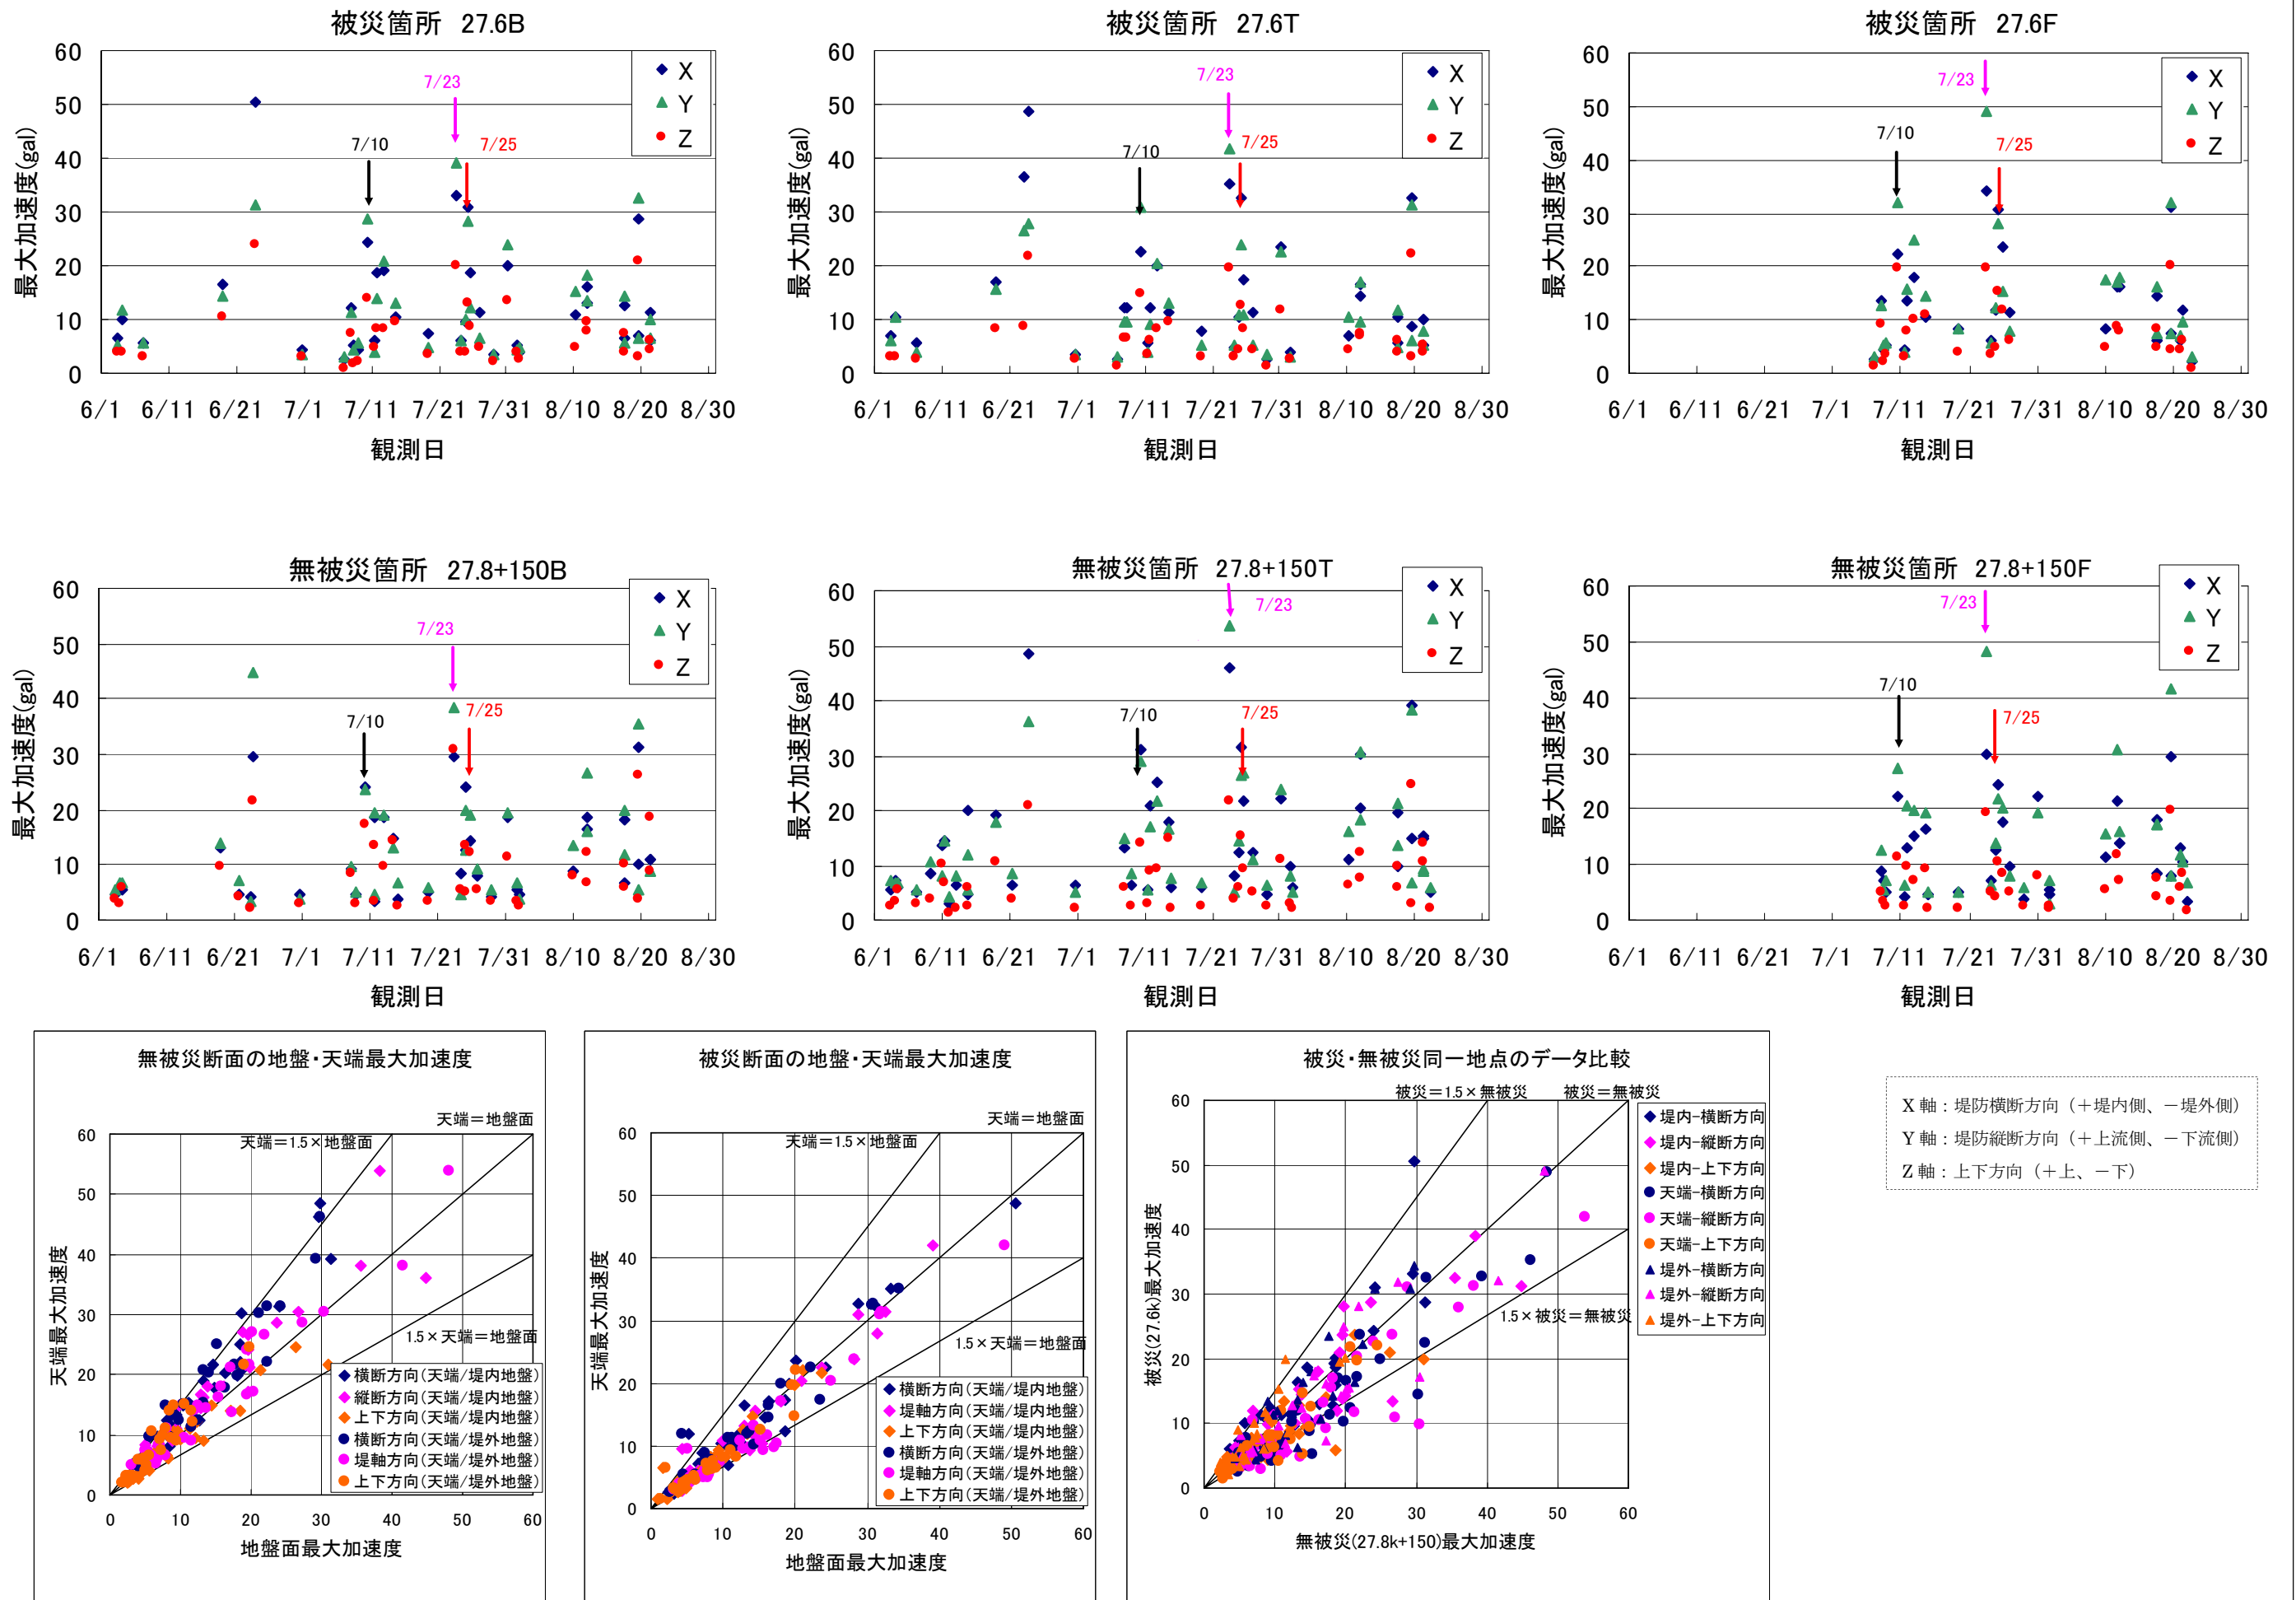 被災箇所 27.6B
最大加速度(gal)
60
50
40
30
20
10
0
7/10
7/23
7/25
X
Y
Z
6/1 6/11 6/21 7/1 7/11 7/21 7/31 8/10 8/20 8/30
観測日
被災箇所 27.6T
最大加速度(gal)
60
50
40
30
20
10
0
7/10
7/23
7/25
X
Y
Z
6/1 6/11 6/21 7/1 7/11 7/21 7/31 8/10 8/20 8/30
観測日
被災箇所 27.6F
最大加速度(gal)
60
50
40
30
20
10
0
7/10
7/23
7/25
X
Y
Z
6/1 6/11 6/21 7/1 7/11 7/21 7/31 8/10 8/20 8/30
観測日
無被災箇所 27.8+150B
最大加速度(gal)
60
50
40
30
20
10
0
7/10
7/23
7/25
X
Y
Z
6/1 6/11 6/21 7/1 7/11 7/21 7/31 8/10 8/20 8/30
観測日
無被災箇所 27.8+150T
最大加速度(gal)
60
50
40
30
20
10
0
7/10
7/23
7/25
X
Y
Z
6/1 6/11 6/21 7/1 7/11 7/21 7/31 8/10 8/20 8/30
観測日
無被災箇所 27.8+150F
最大加速度(gal)
60
50
40
30
20
10
0
7/10
7/23
7/25
X
Y
Z
6/1 6/11 6/21 7/1 7/11 7/21 7/31 8/10 8/20 8/30
観測日
無被災断面の地盤・天端最大加速度
天端＝地盤面
天端＝1.5×地盤面
1.5×天端＝地盤面
天端最大加速度
60
50
40
30
20
10
0
横断方向(天端/堤内地盤)
縦断方向(天端/堤内地盤)
上下方向(天端/堤内地盤)
横断方向(天端/堤外地盤)
堤軸方向(天端/堤外地盤)
上下方向(天端/堤外地盤)
0 10 20 30 40 50 60
地盤面最大加速度
被災断面の地盤・天端最大加速度
天端＝地盤面
天端＝1.5×地盤面
1.5×天端＝地盤面
天端最大加速度
60
50
40
30
20
10
0
横断方向(天端/堤内地盤)
堤軸方向(天端/堤内地盤)
上下方向(天端/堤内地盤)
横断方向(天端/堤外地盤)
堤軸方向(天端/堤外地盤)
上下方向(天端/堤外地盤)
0 10 20 30 40 50 60
地盤面最大加速度
被災・無被災同一地点のデータ比較
被災＝1.5×無被災
被災＝無被災
1.5×被災＝無被災
被災(27.6k)最大加速度
60
50
40
30
20
10
0
堤内-横断方向
堤内-縦断方向
堤内-上下方向
天端-横断方向
天端-縦断方向
天端-上下方向
堤外-横断方向
堤外-縦断方向
堤外-上下方向
0 10 20 30 40 50 60
無被災(27.8k+150)最大加速度
X 軸：堤防横断方向（＋堤内側、－堤外側）
Y 軸：堤防縦断方向（＋上流側、－下流側）
Z 軸：上下方向（＋上、－下）